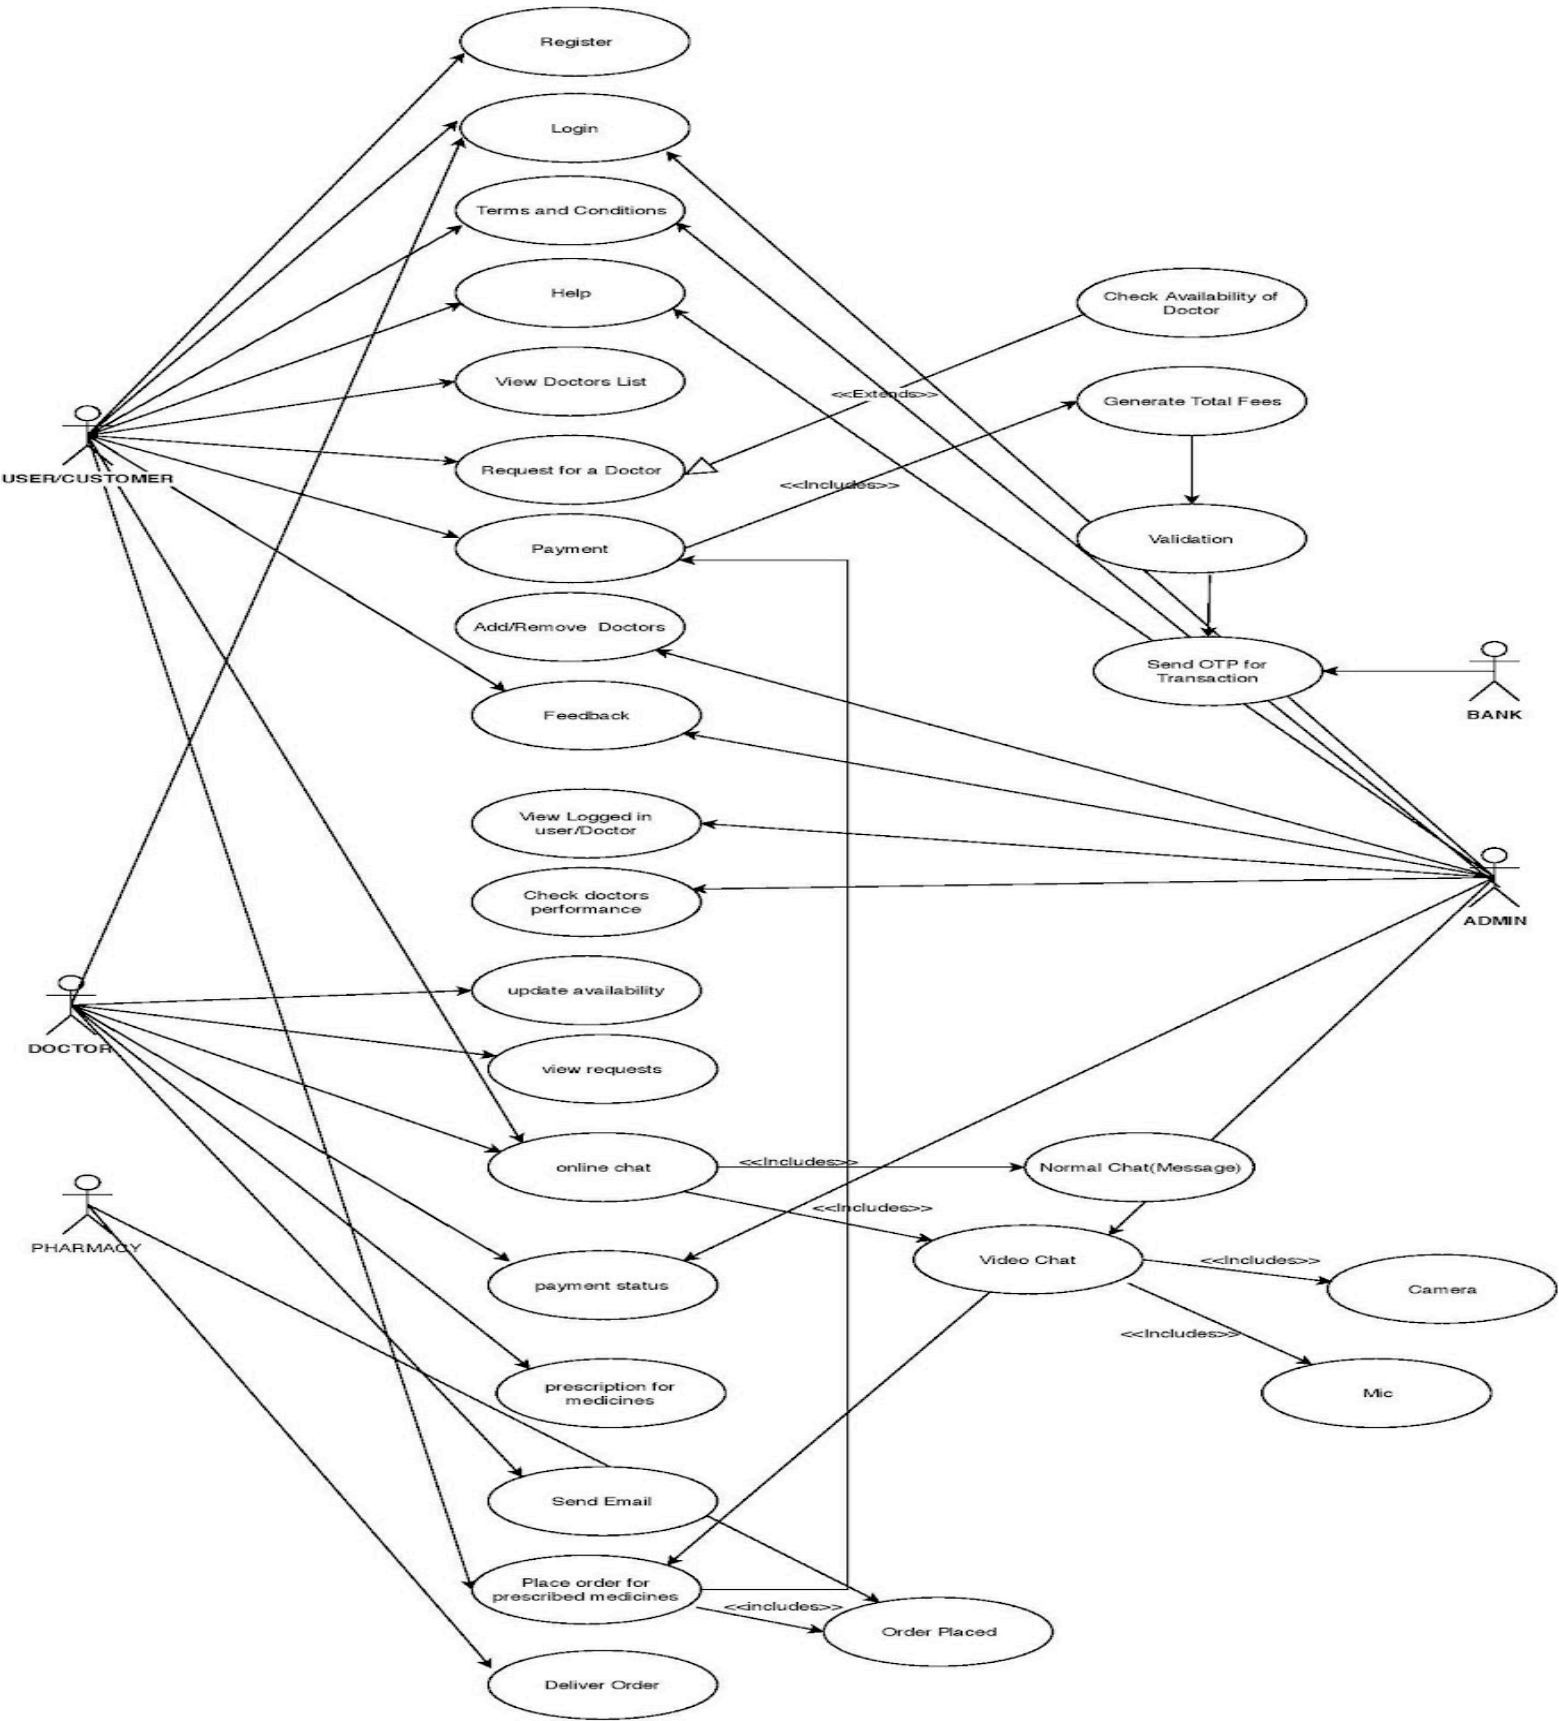 Register
Login
Terms and Conditions
Help
Check Availability of
Doctor
View Doctors List
<<Extends>>
Generate Total Fees
USER/CUSTOMER
Request for a Doctor
<<Includes>>
Payment
Validation
Add/Remove  Doctors
Send OTP for
Transaction
BANK
Feedback
View Logged in
user/Doctor
Check doctors
performance
ADMIN
update availability
DOCTOR
view requests
online chat
<<Includes>>
Normal Chat(Message)
<<Includes>>
PHARMACY
Video Chat
<<Includes>>
Camera
payment status
<<Includes>>
prescription for
medicines
Mic
Send Email
Place order for
prescribed medicines
<<includes>>
Order Placed
Deliver Order